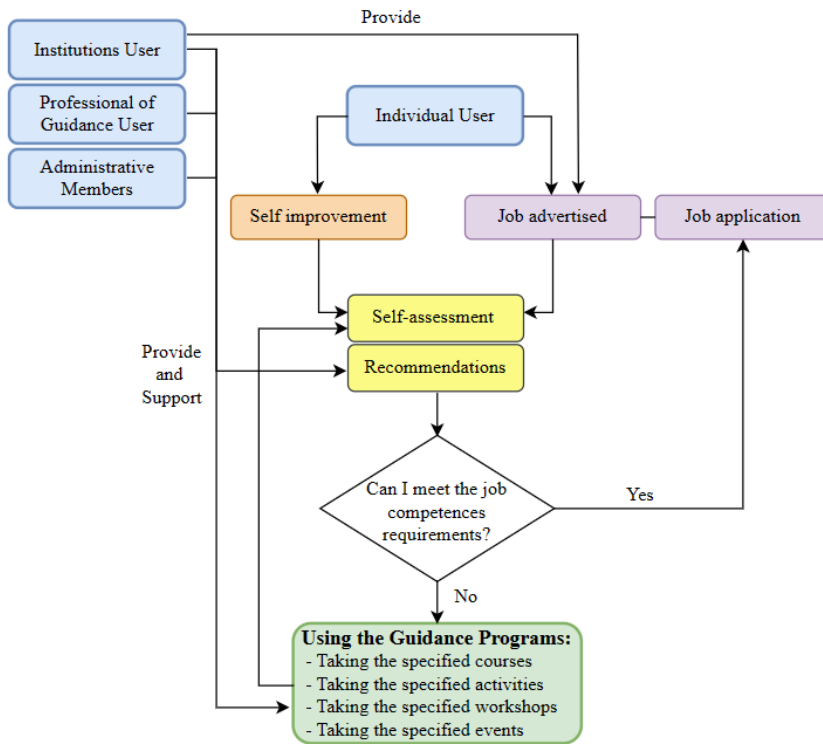 Provide
Institutions User
Professional of
Guidance User
Individual User
Administrative
Members
Self improvement
Job advertised
Job application
Self-assessment
Provide
and
Support
Recommendations
Can I meet the job
competences
requirements?
Yes
No
Using the Guidance Programs:
- Taking the specified courses
- Taking the specified activities
- Taking the specified workshops
- Taking the specified events